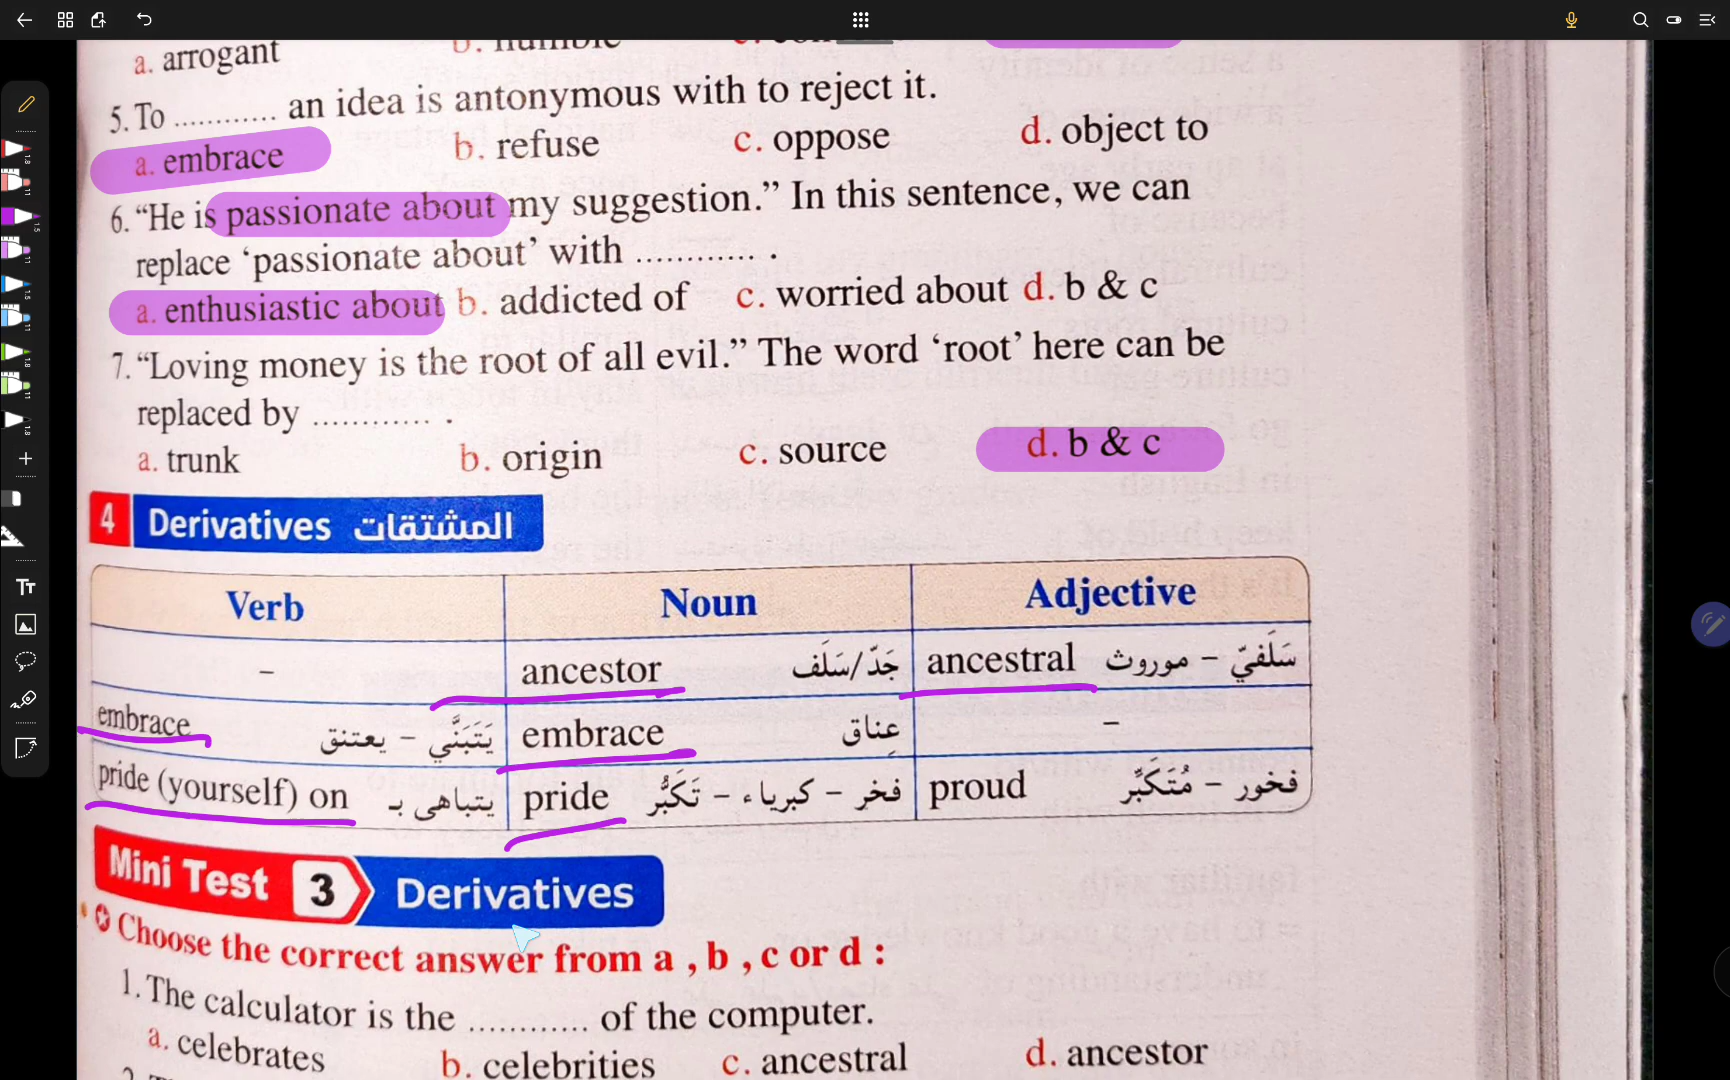 a. arrogant b. humble
5. To ............ an idea is antonymous with to reject it.
a. embrace b. refuse c. oppose d. object to
6. “He is passionate about my suggestion.” In this sentence, we can
replace ‘passionate about’ with ............ .
a. enthusiastic about b. addicted of c. worried about d. b & c
7. “Loving money is the root of all evil.” The word ‘root’ here can be
replaced by ............ .
a. trunk b. origin c. source d. b & c
4 Derivatives المشتقات
Verb Noun Adjective
– ancestor جَدّ/سَلَف ancestral سَلَفيّ – موروث
embrace يَتَبَنَّي – يعتنق embrace عِناق –
pride (yourself) on يتباهى بـ pride فخر – كبرياء – تَكَبُّر proud فخور – مُتَكَبِّر
Mini Test 3 Derivatives
Choose the correct answer from a , b , c or d :
1. The calculator is the ............ of the computer.
a. celebrates b. celebrities c. ancestral d. ancestor